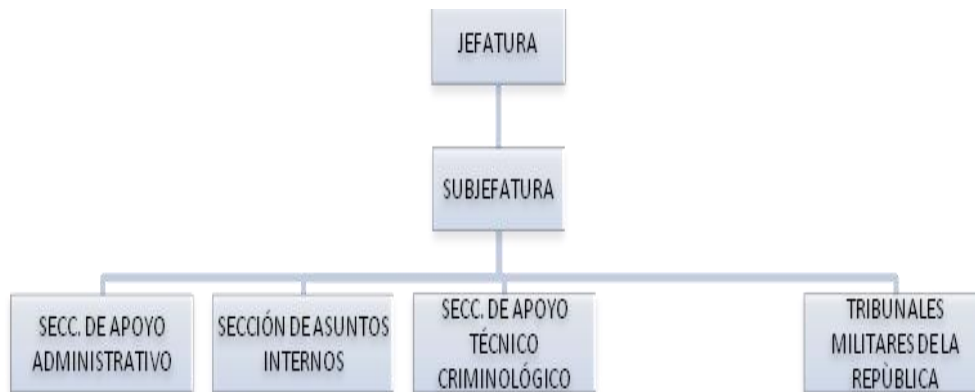 JEFATURA
SUBJEFATURA
SECC. DE APOYO
ADMINISTRATIVO
SECCIÓN DE ASUNTOS
INTERNOS
SECC. DE APOYO
TÉCNICO
CRIMINOLÓGICO
TRIBUNALES
MILITARES DE LA
REPÙBLICA